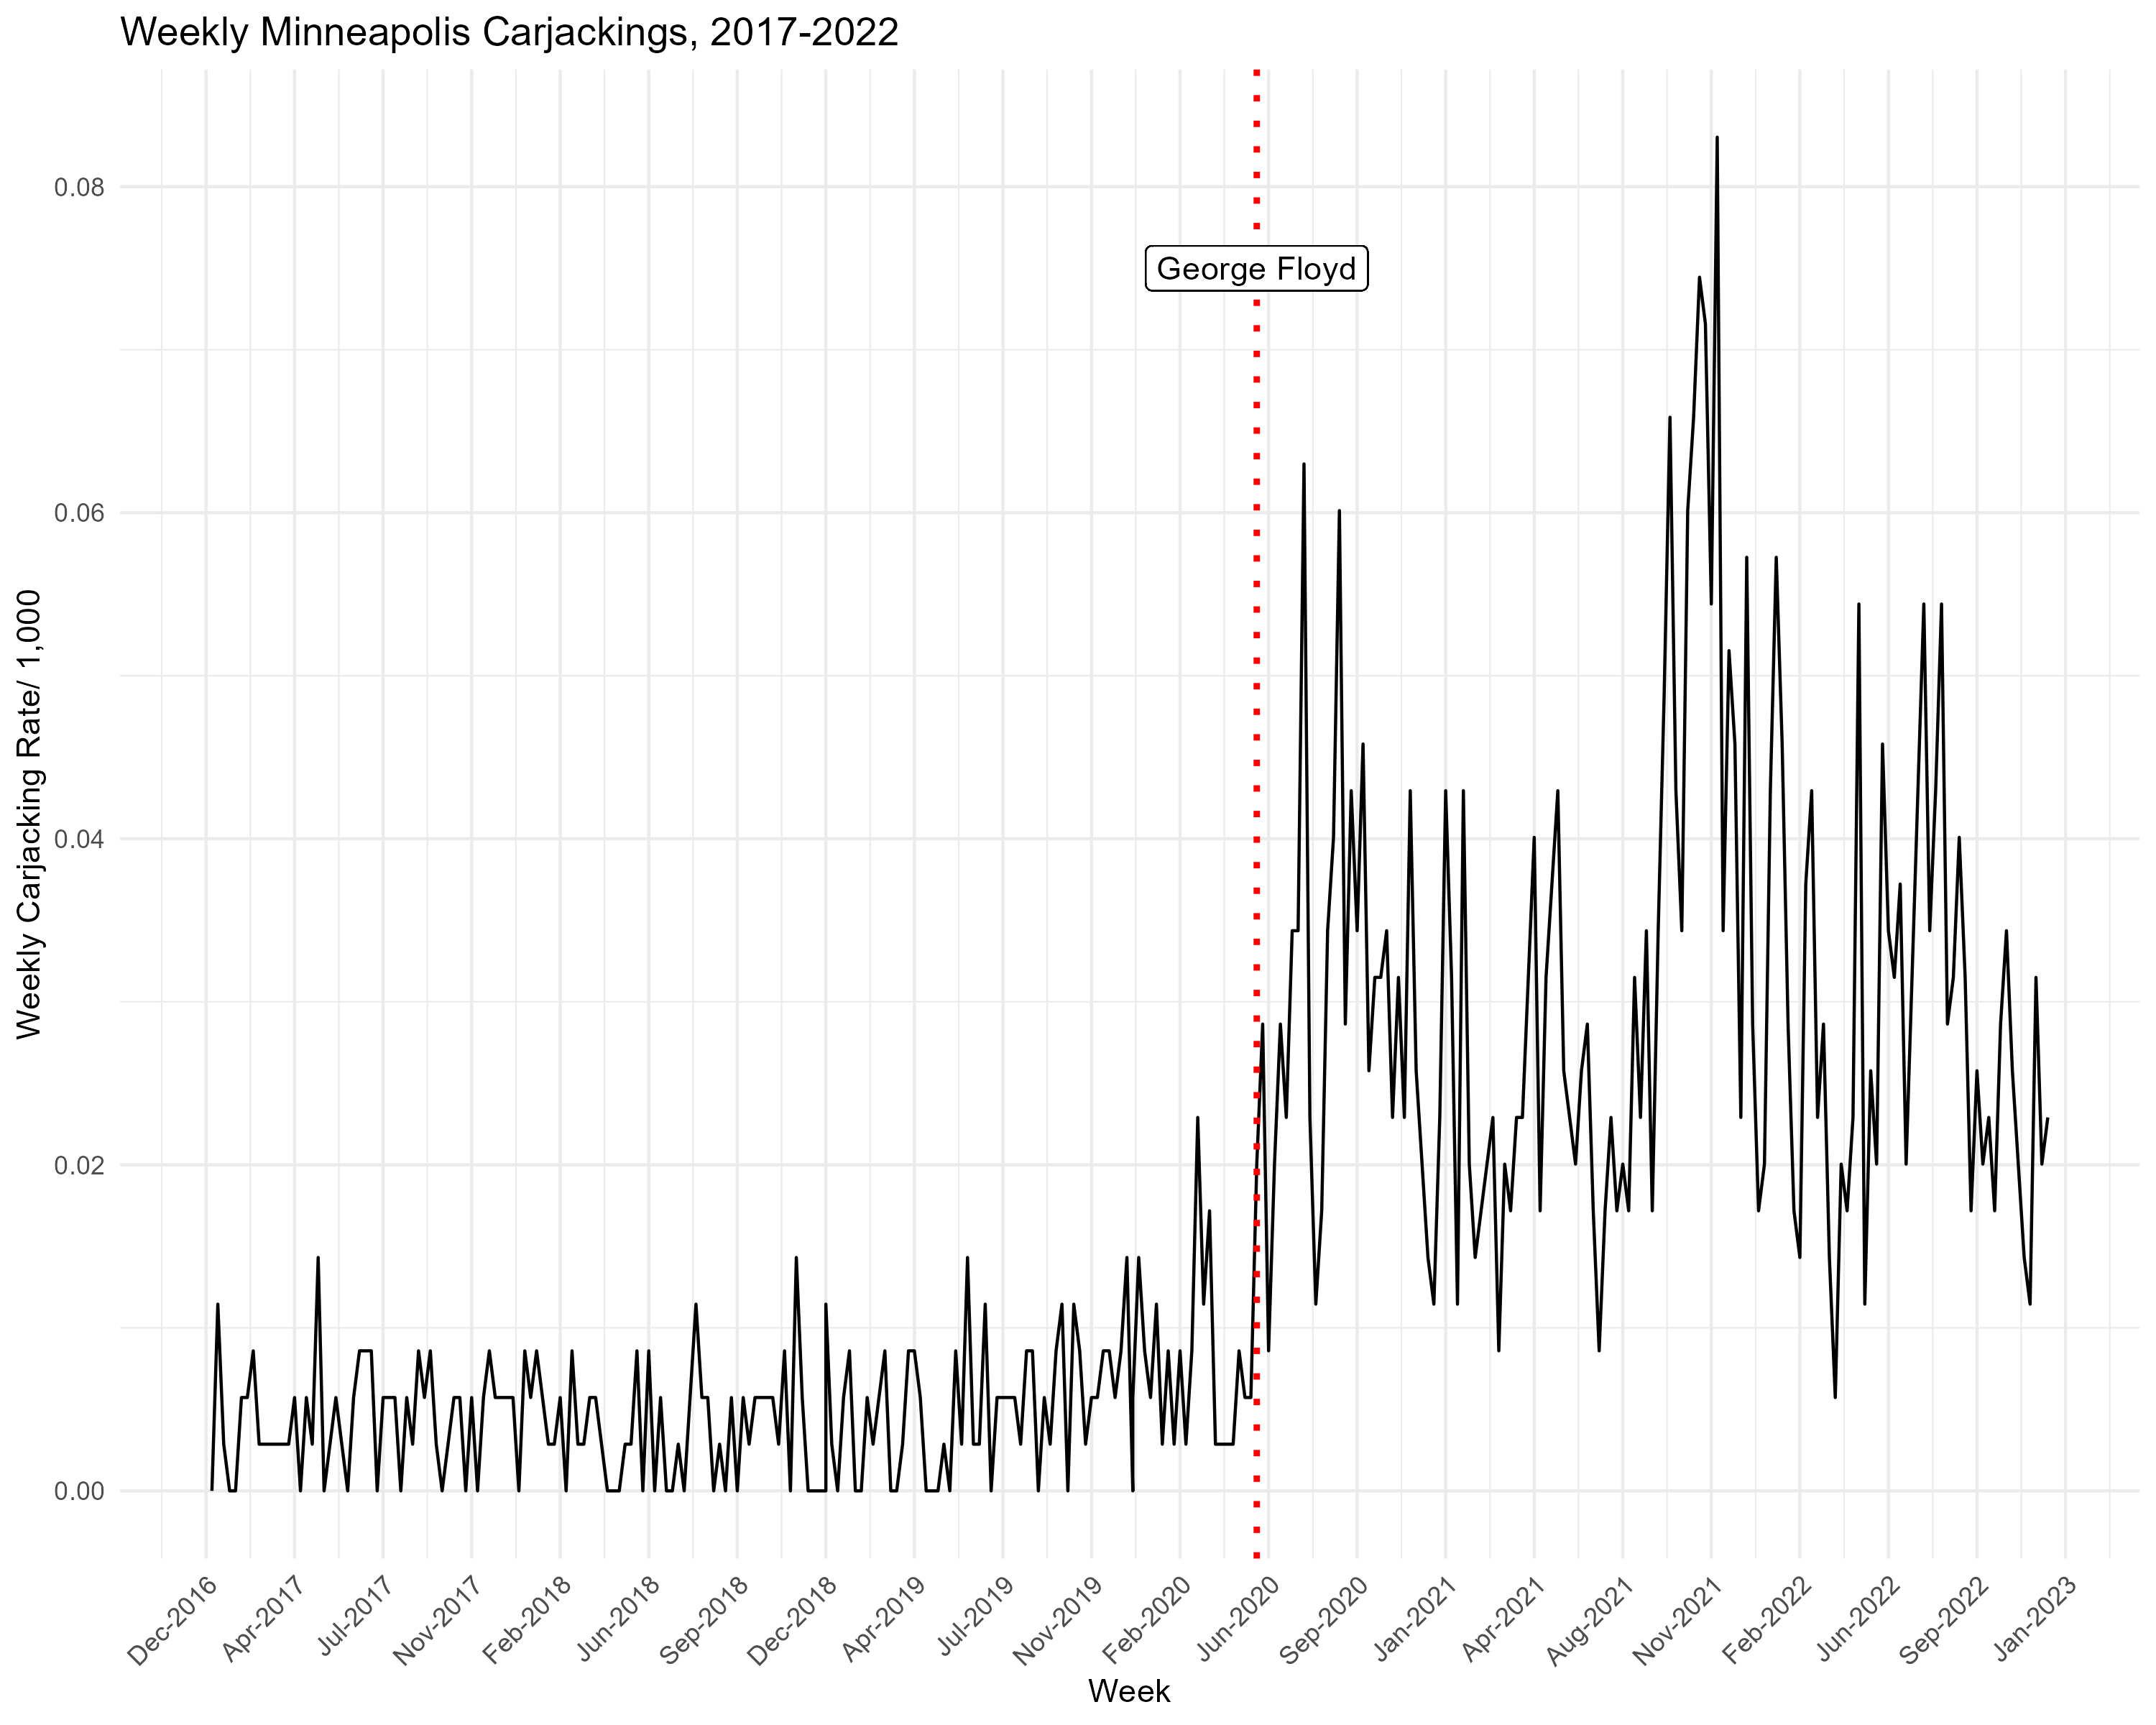 Weekly Minneapolis Carjackings, 2017-2022
George Floyd
Weekly Carjacking Rate/ 1,000
0.08
0.06
0.04
0.02
0.00
Dec-2016
Apr-2017
Jul-2017
Nov-2017
Feb-2018
Jun-2018
Sep-2018
Dec-2018
Apr-2019
Jul-2019
Nov-2019
Feb-2020
Jun-2020
Sep-2020
Jan-2021
Apr-2021
Aug-2021
Nov-2021
Feb-2022
Jun-2022
Sep-2022
Jan-2023
Week